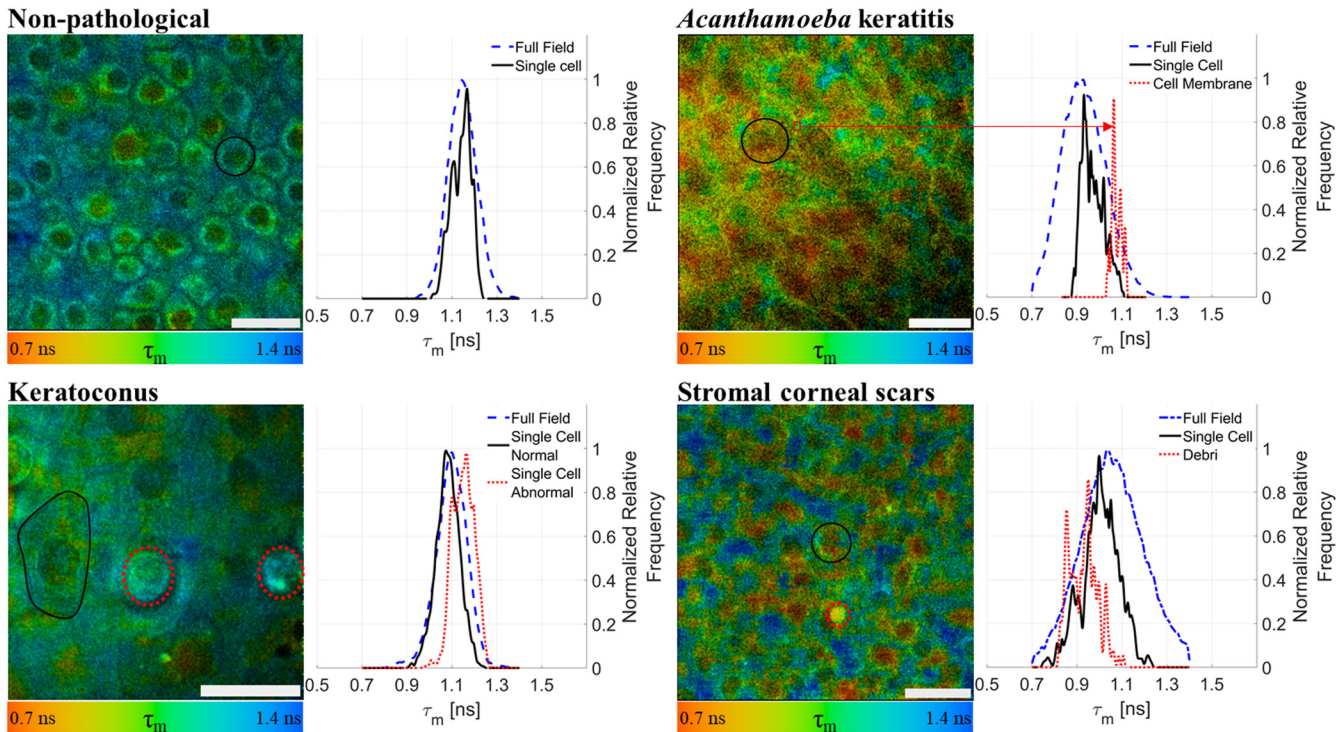 Non-pathological
Full Field
Single cell
1
0.8
0.6
0.4
0.2
0
Normalized Relative
Frequency
0.5 0.7 0.9 1.1 1.3 1.5
τm [ns]
0.7 ns τm 1.4 ns
Acanthamoeba keratitis
Full Field
Single Cell
Cell Membrane
1
0.8
0.6
0.4
0.2
0
Normalized Relative
Frequency
0.5 0.7 0.9 1.1 1.3 1.5
τm [ns]
0.7 ns τm 1.4 ns
Keratoconus
Full Field
Single Cell
Normal
Single Cell
Abnormal
1
0.8
0.6
0.4
0.2
0
Normalized Relative
Frequency
0.5 0.7 0.9 1.1 1.3 1.5
τm [ns]
0.7 ns τm 1.4 ns
Stromal corneal scars
Full Field
Single Cell
Debri
1
0.8
0.6
0.4
0.2
0
Normalized Relative
Frequency
0.5 0.7 0.9 1.1 1.3 1.5
τm [ns]
0.7 ns τm 1.4 ns